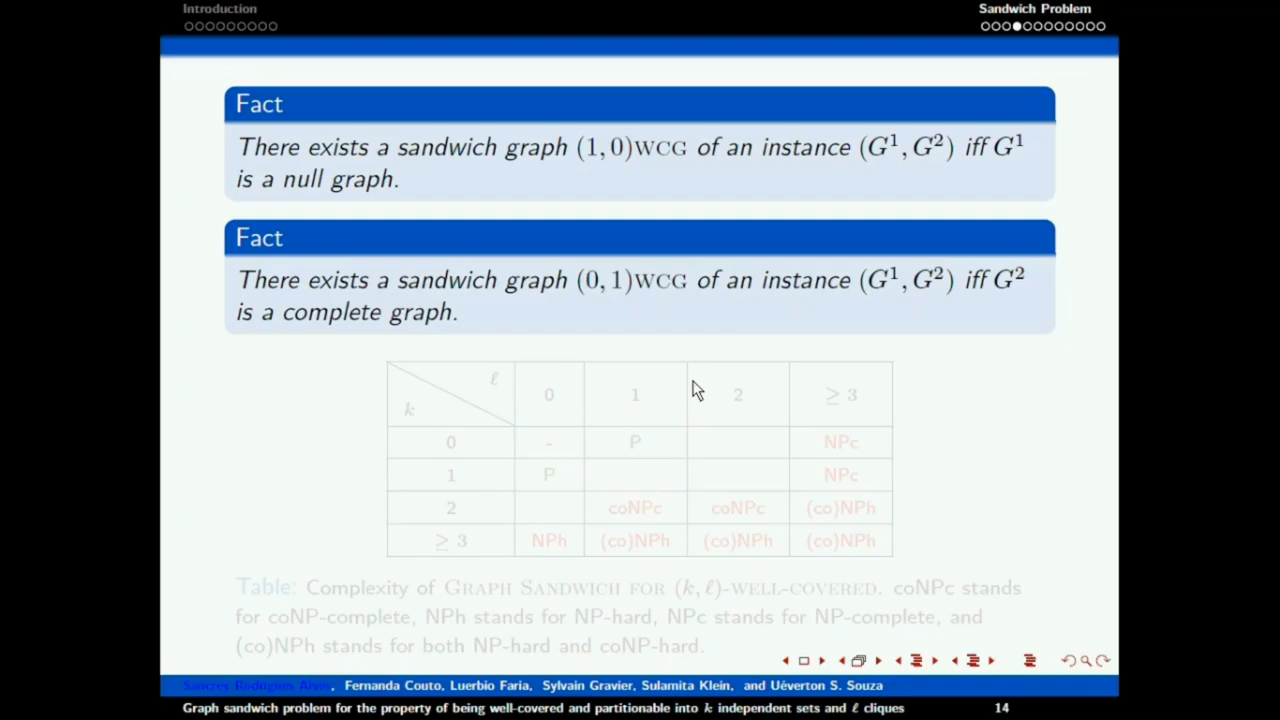 Introduction
Sandwich Problem
Fact
There exists a sandwich graph (1, 0)WCG of an instance (G¹, G²) iff G¹
is a null graph.
Fact
There exists a sandwich graph (0, 1)WCG of an instance (G¹, G²) iff G²
is a complete graph.
k ℓ 0 1 2 ≥ 3
0 - P NPc
1 P NPc
2 coNPc coNPc (co)NPh
≥ 3 NPh (co)NPh (co)NPh (co)NPh
Table: Complexity of GRAPH SANDWICH FOR (k, ℓ)-WELL-COVERED. coNPc stands
for coNP-complete, NPh stands for NP-hard, NPc stands for NP-complete, and
(co)NPh stands for both NP-hard and coNP-hard.
Sancrey Rodrigues Alves, Fernanda Couto, Luerbio Faria, Sylvain Gravier, Sulamita Klein, and Uéverton S. Souza
Graph sandwich problem for the property of being well-covered and partitionable into k independent sets and ℓ cliques 14